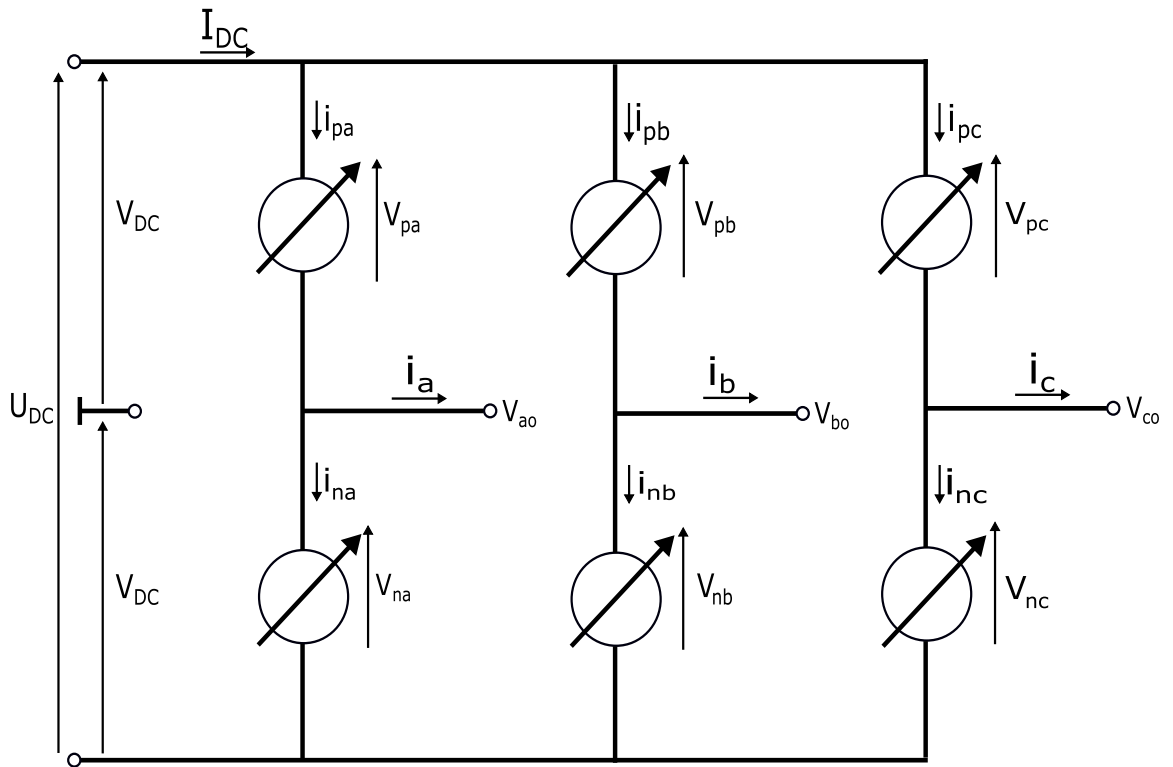 I_DC
i_pa
i_pb
i_pc
V_DC
V_pa
V_pb
V_pc
U_DC
i_a
i_b
i_c
V_ao
V_bo
V_co
i_na
i_nb
i_nc
V_DC
V_na
V_nb
V_nc